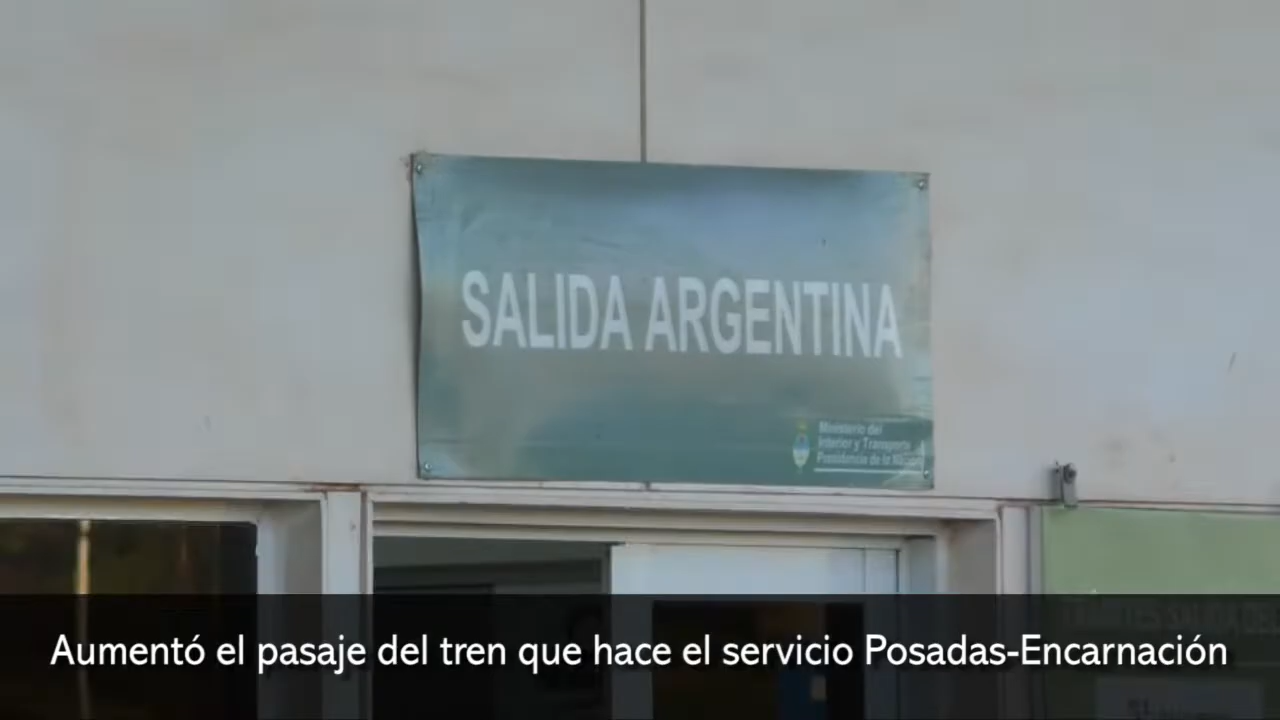 SALIDA ARGENTINA
Ministerio del
Interior y Transporte
Presidencia de la Nación
Aumentó el pasaje del tren que hace el servicio Posadas-Encarnación